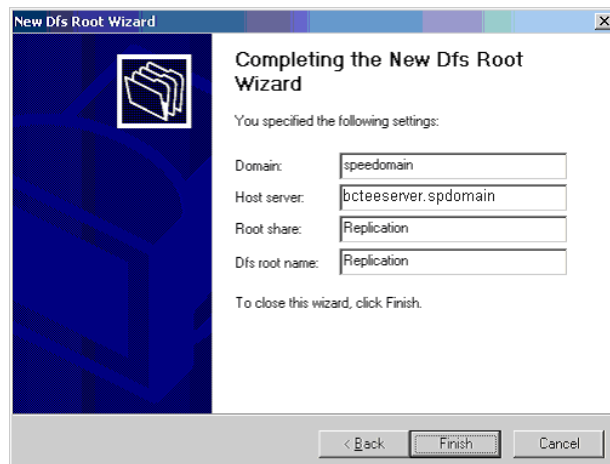 New Dfs Root Wizard
Completing the New Dfs Root
Wizard
You specified the following settings:
Domain: speedomain
Host server: bcteeserver.spdomain
Root share: Replication
Dfs root name: Replication
To close this wizard, click Finish.
< Back Finish Cancel